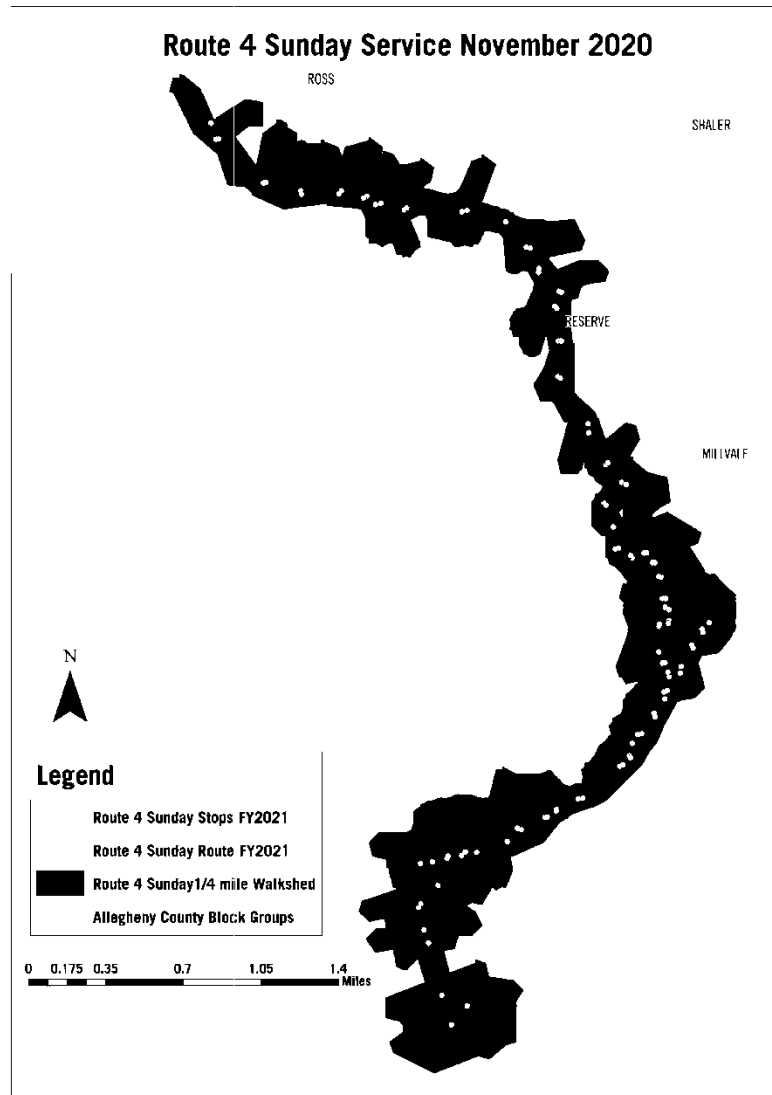 Route 4 Sunday Service November 2020
ROSS
SHALER
RESERVE
MILLVALE
N
Legend
Route 4 Sunday Stops FY2021
Route 4 Sunday Route FY2021
Route 4 Sunday1/4 mile Walkshed
Allegheny County Block Groups
0 0.175 0.35 0.7 1.05 1.4
Miles